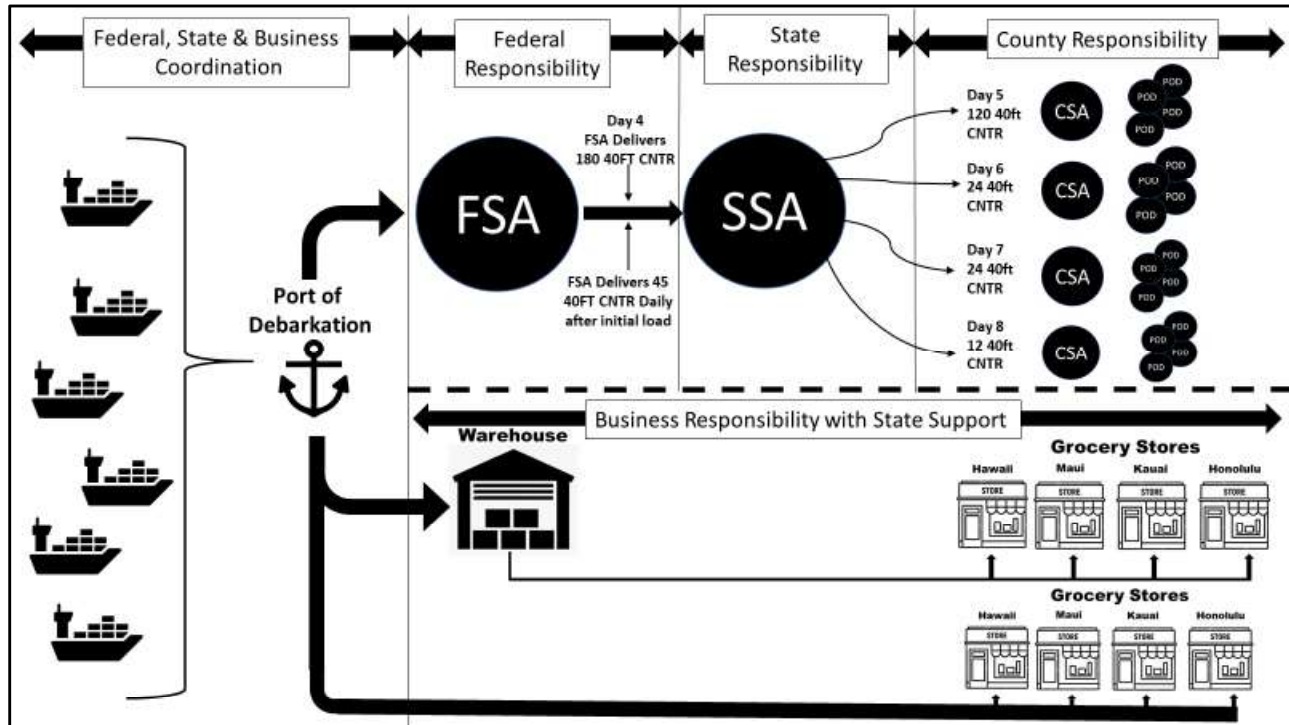 Federal, State & Business
Coordination
Federal
Responsibility
State
Responsibility
County Responsibility
Port of
Debarkation
FSA
Day 4
FSA Delivers
180 40FT CNTR
FSA Delivers 45
40FT CNTR Daily
after initial load
SSA
Day 5
120 40ft
CNTR
CSA
POD
POD
POD
POD
Day 6
24 40ft
CNTR
CSA
POD
POD
POD
POD
Day 7
24 40ft
CNTR
CSA
POD
POD
POD
POD
Day 8
12 40ft
CNTR
CSA
POD
POD
POD
POD
Business Responsibility with State Support
Warehouse
Grocery Stores
Hawaii Maui Kauai Honolulu
STORE STORE STORE STORE
Grocery Stores
Hawaii Maui Kauai Honolulu
STORE STORE STORE STORE